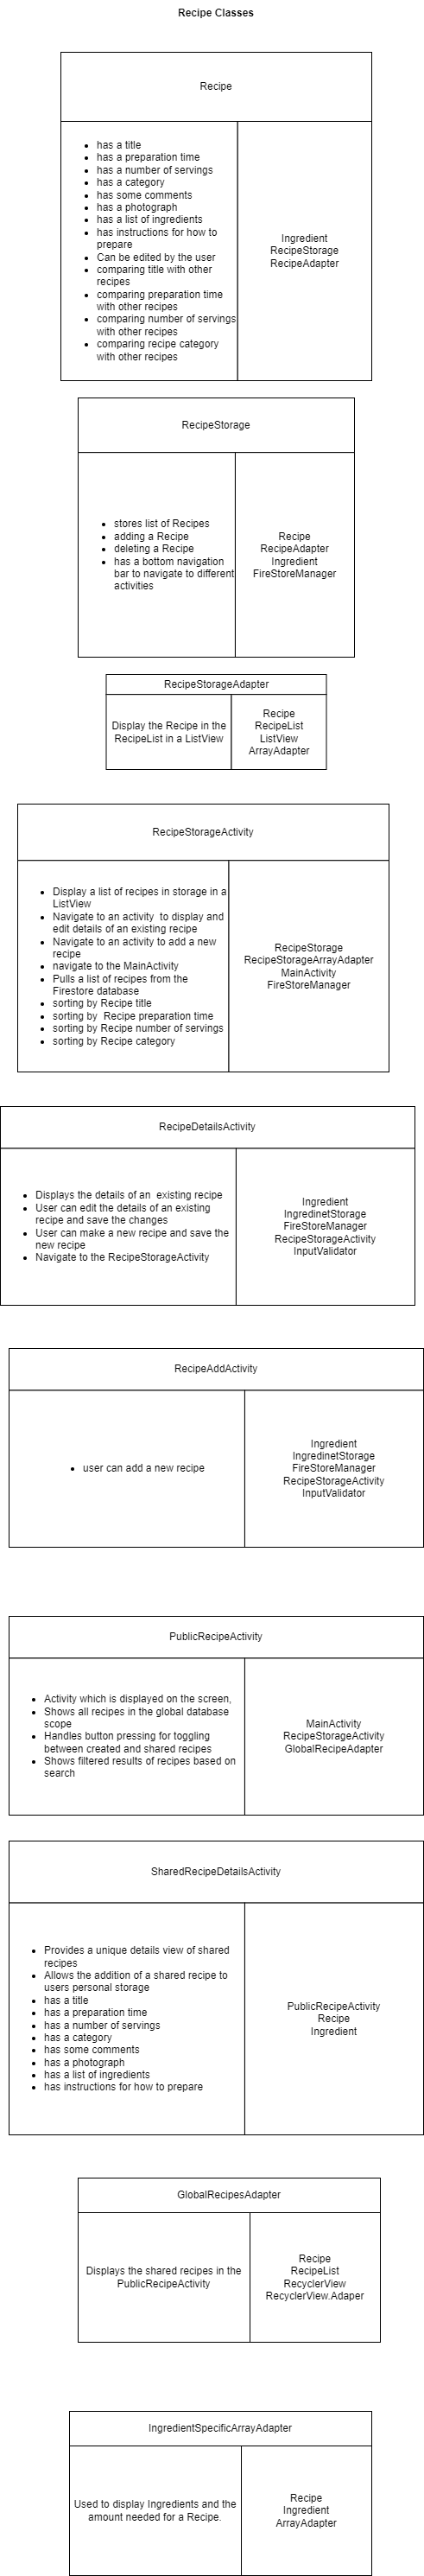 Recipe Classes
Recipe
has a title
has a preparation time
has a number of servings
has a category
has some comments
has a photograph
has a list of ingredients
has instructions for how to
prepare
Can be edited by the user
comparing title with other
recipes
comparing preparation time
with other recipes
comparing number of servings
with other recipes
comparing recipe category
with other recipes
Ingredient
RecipeStorage
RecipeAdapter
RecipeStorage
stores list of Recipes
adding a Recipe
deleting a Recipe
has a bottom navigation
bar to navigate to different
activities
Recipe
RecipeAdapter
Ingredient
FireStoreManager
RecipeStorageAdapter
Display the Recipe in the
RecipeList in a ListView
Recipe
RecipeList
ListView
ArrayAdapter
RecipeStorageActivity
Display a list of recipes in storage in a
ListView
Navigate to an activity to display and
edit details of an existing recipe
Navigate to an activity to add a new
recipe
navigate to the MainActivity
Pulls a list of recipes from the
Firestore database
sorting by Recipe title
sorting by Recipe preparation time
sorting by Recipe number of servings
sorting by Recipe category
RecipeStorage
RecipeStorageArrayAdapter
MainActivity
FireStoreManager
RecipeDetailsActivity
Displays the details of an existing recipe
User can edit the details of an existing
recipe and save the changes
User can make a new recipe and save the
new recipe
Navigate to the RecipeStorageActivity
Ingredient
IngredinetStorage
FireStoreManager
RecipeStorageActivity
InputValidator
RecipeAddActivity
user can add a new recipe
Ingredient
IngredinetStorage
FireStoreManager
RecipeStorageActivity
InputValidator
PublicRecipeActivity
Activity which is displayed on the screen,
Shows all recipes in the global database
scope
Handles button pressing for toggling
between created and shared recipes
Shows filtered results of recipes based on
search
MainActivity
RecipeStorageActivity
GlobalRecipeAdapter
SharedRecipeDetailsActivity
Provides a unique details view of shared
recipes
Allows the addition of a shared recipe to
users personal storage
has a title
has a preparation time
has a number of servings
has a category
has some comments
has a photograph
has a list of ingredients
has instructions for how to prepare
PublicRecipeActivity
Recipe
Ingredient
GlobalRecipesAdapter
Displays the shared recipes in the
PublicRecipeActivity
Recipe
RecipeList
RecyclerView
RecyclerView.Adaper
IngredientSpecificArrayAdapter
Used to display Ingredients and the
amount needed for a Recipe.
Recipe
Ingredient
ArrayAdapter